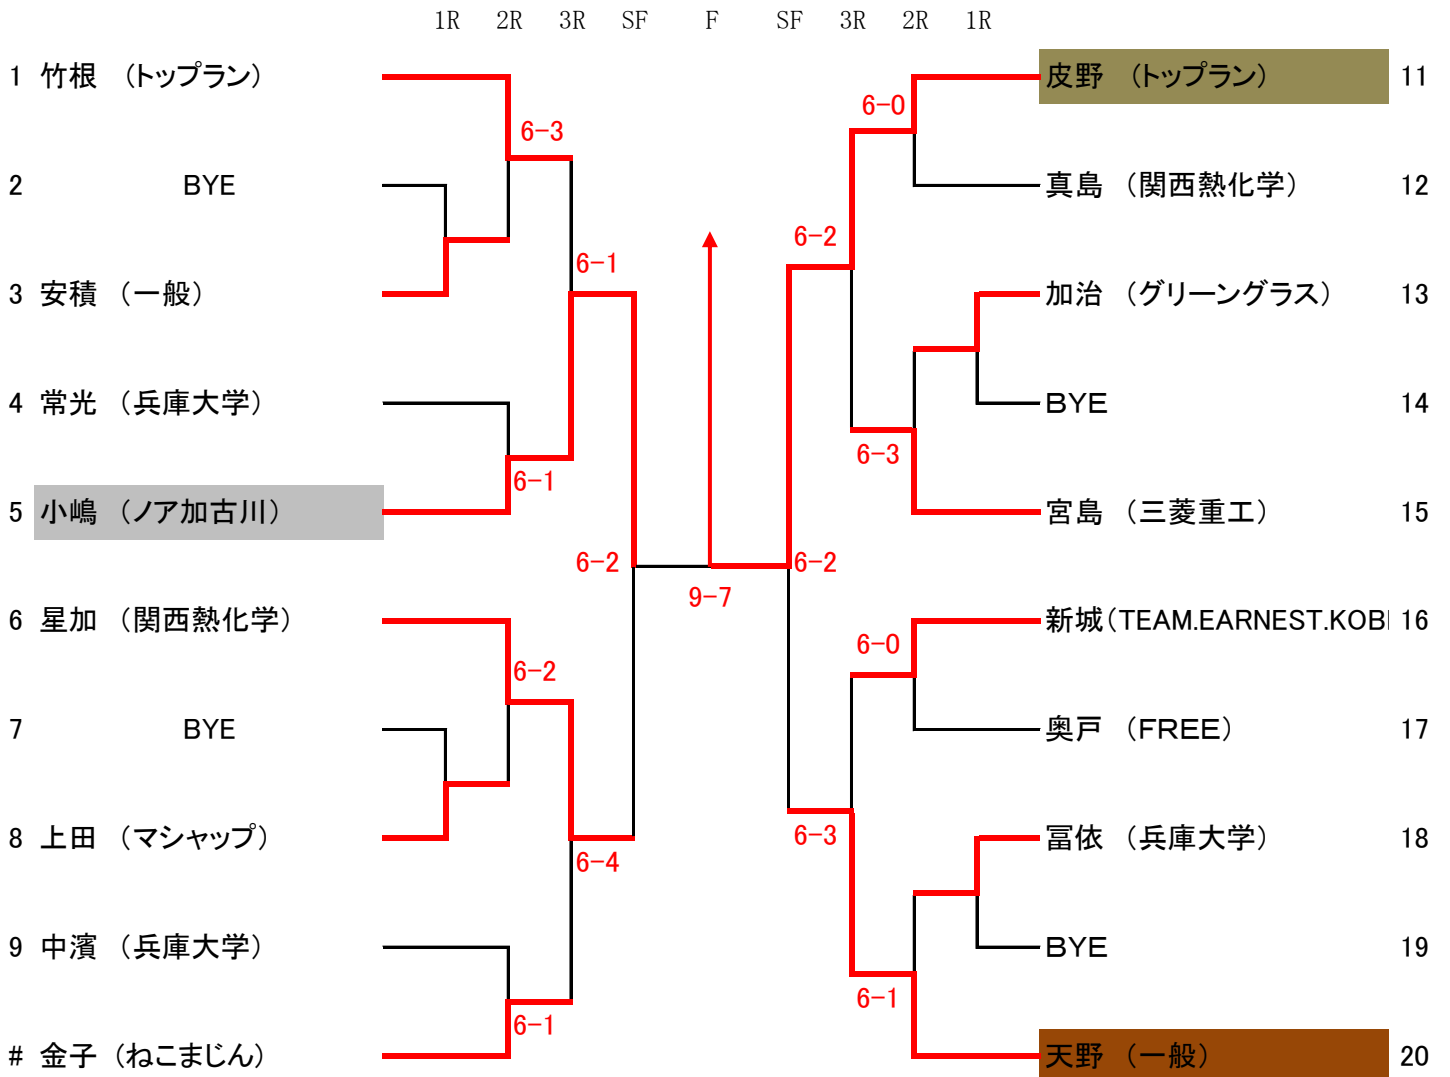 1R 2R 3R SF F SF 3R 2R 1R
1 竹根 （トップラン） 皮野 （トップラン） 11
6-0
6-3
2 BYE 真島 （関西熱化学） 12
6-2
6-1
3 安積 （一般） 加治 （グリーングラス） 13
4 常光 （兵庫大学） BYE 14
6-3
6-1
5 小嶋 （ノア加古川） 宮島 （三菱重工） 15
6-2 6-2
9-7
6 星加 （関西熱化学） 新城（TEAM.EARNEST.KOB 16
6-0
6-2
7 BYE 奥戸 （FREE） 17
8 上田 （マシャップ） 冨依 （兵庫大学） 18
6-3
6-4
9 中濱 （兵庫大学） BYE 19
6-1
6-1
# 金子 （ねこまじん） 天野 （一般） 20